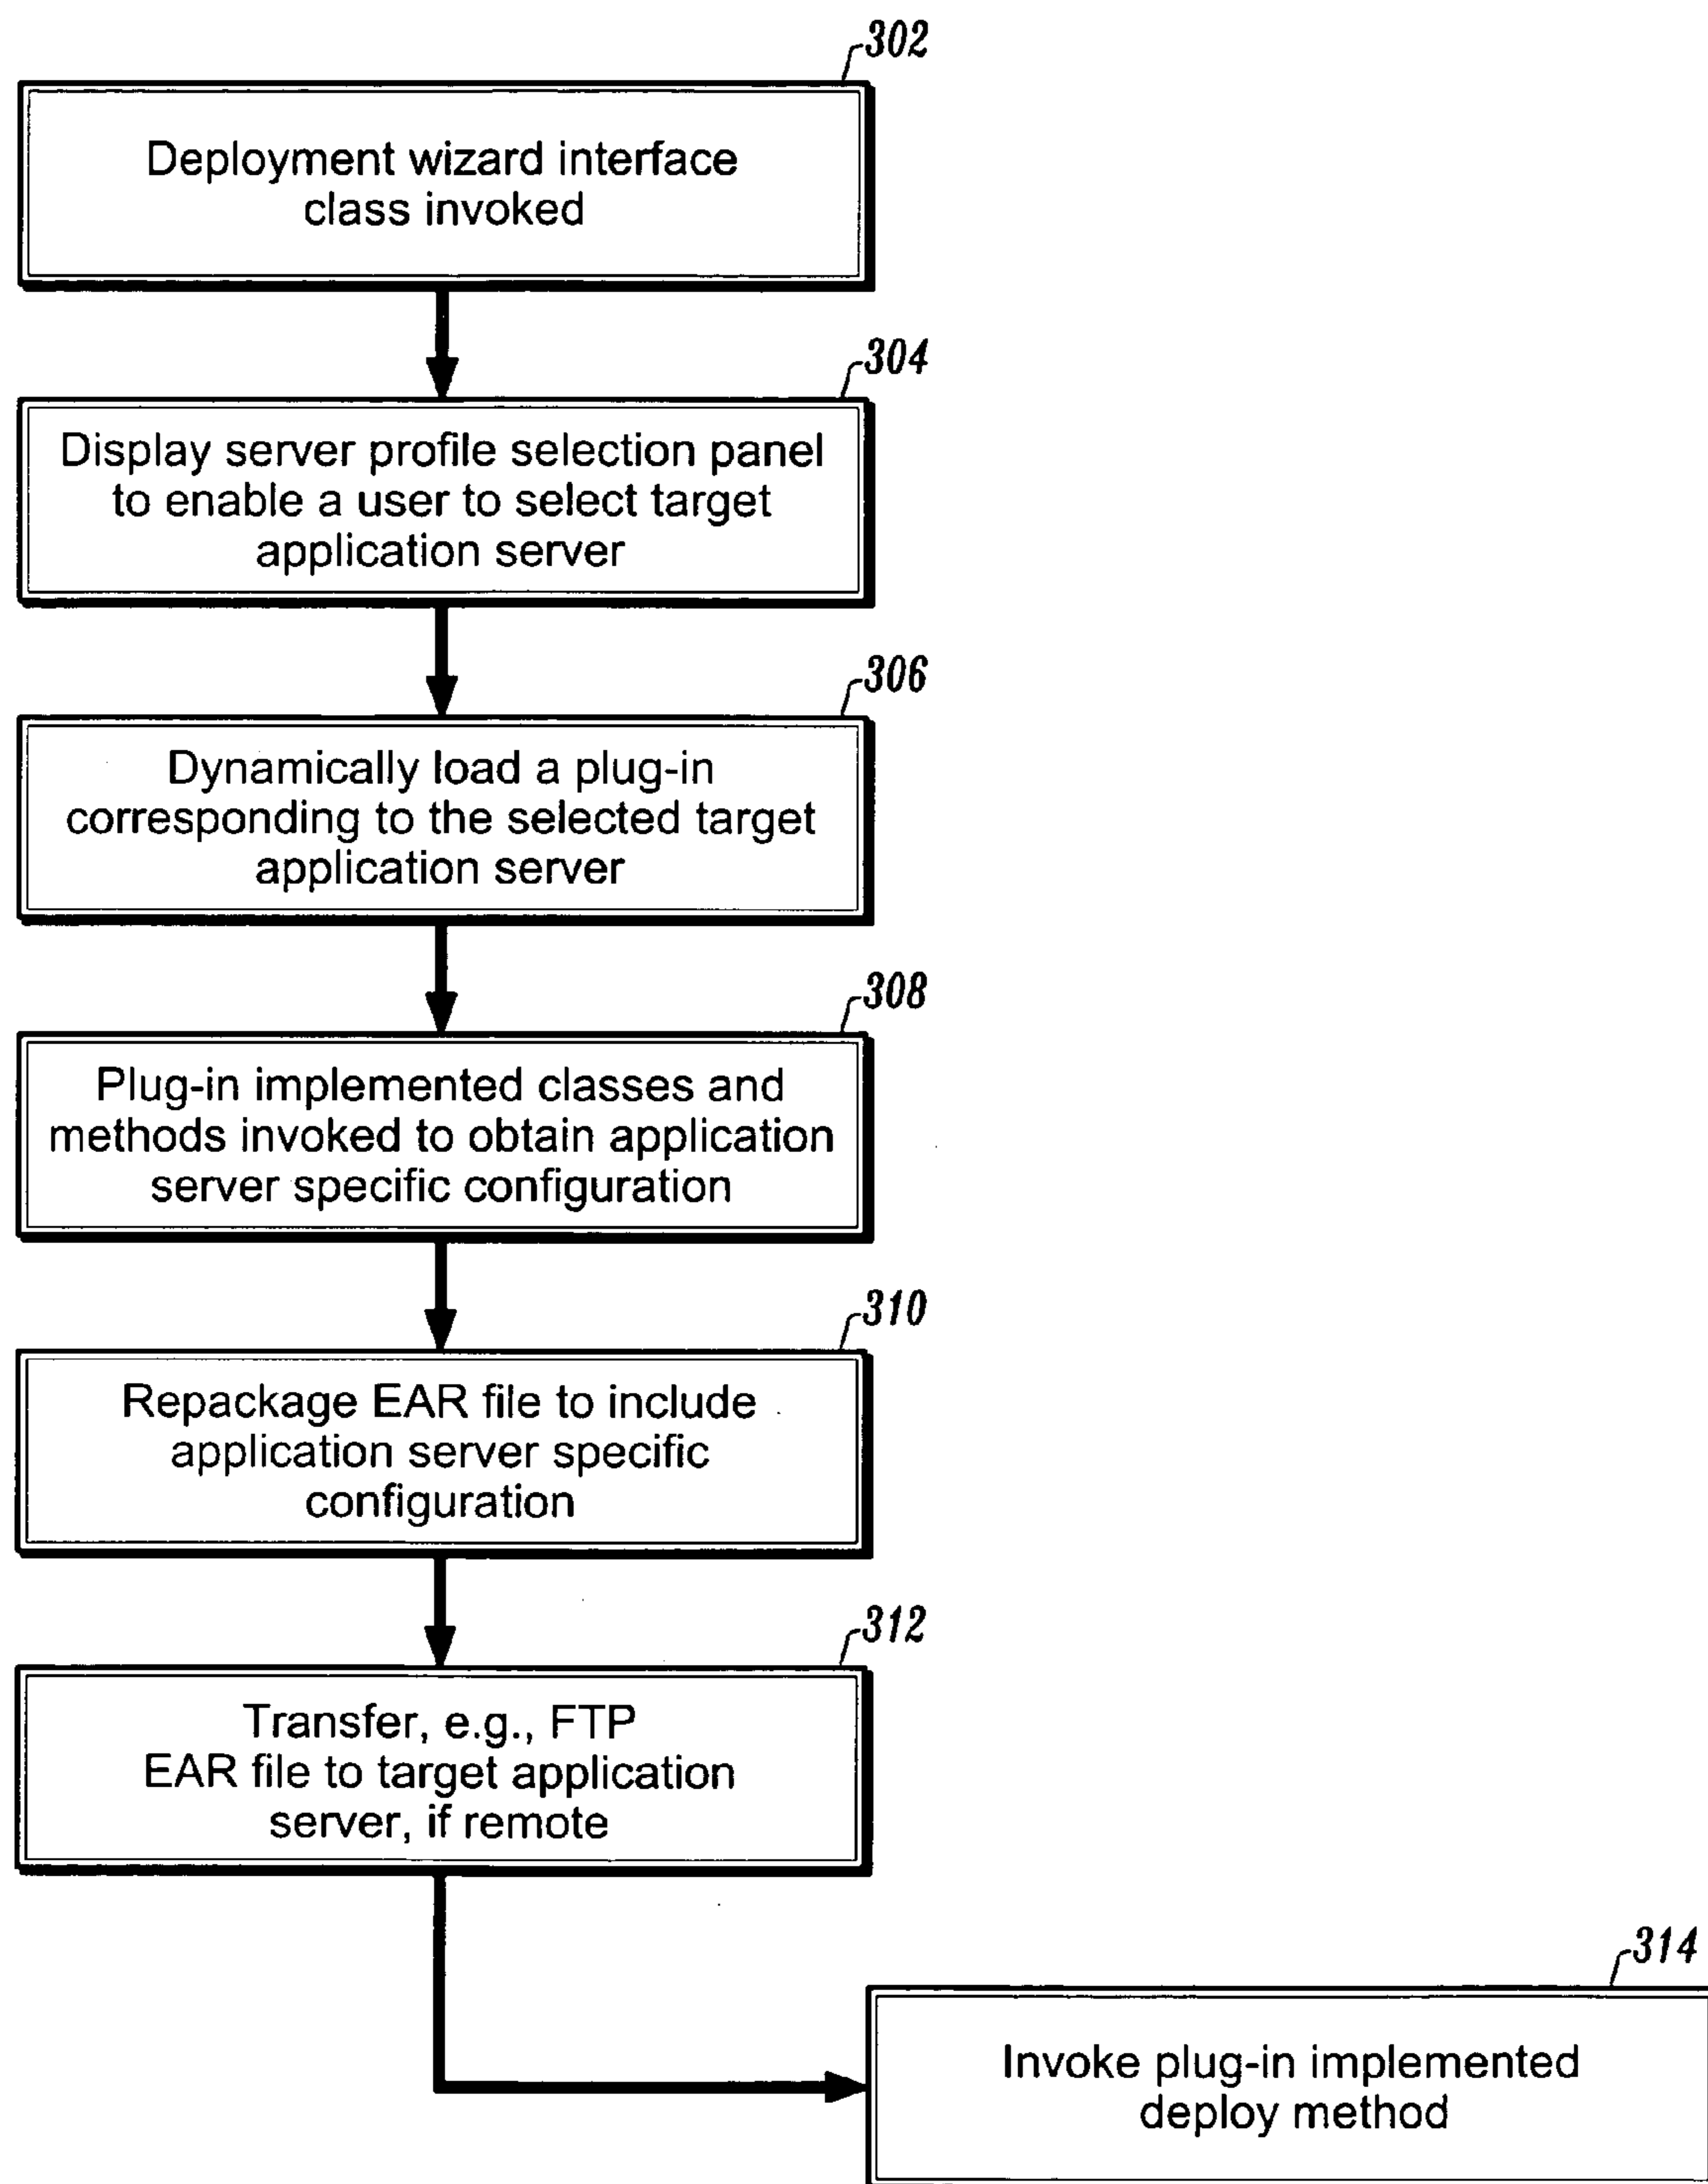 302
Deployment wizard interface
class invoked
304
Display server profile selection panel
to enable a user to select target
application server
306
Dynamically load a plug-in
corresponding to the selected target
application server
308
Plug-in implemented classes and
methods invoked to obtain application
server specific configuration
310
Repackage EAR file to include
application server specific
configuration
312
Transfer, e.g., FTP
EAR file to target application
server, if remote
314
Invoke plug-in implemented
deploy method